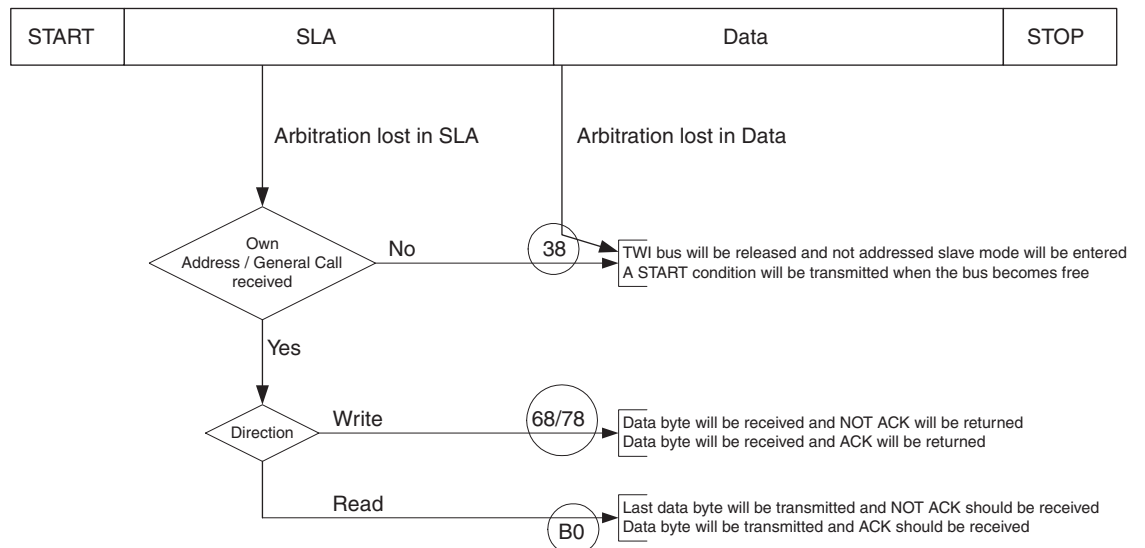 START SLA Data STOP
Arbitration lost in SLA Arbitration lost in Data
Own
Address / General Call
received
No
38
TWI bus will be released and not addressed slave mode will be entered
A START condition will be transmitted when the bus becomes free
Yes
Direction
Write
68/78
Data byte will be received and NOT ACK will be returned
Data byte will be received and ACK will be returned
Read
B0
Last data byte will be transmitted and NOT ACK should be received
Data byte will be transmitted and ACK should be received